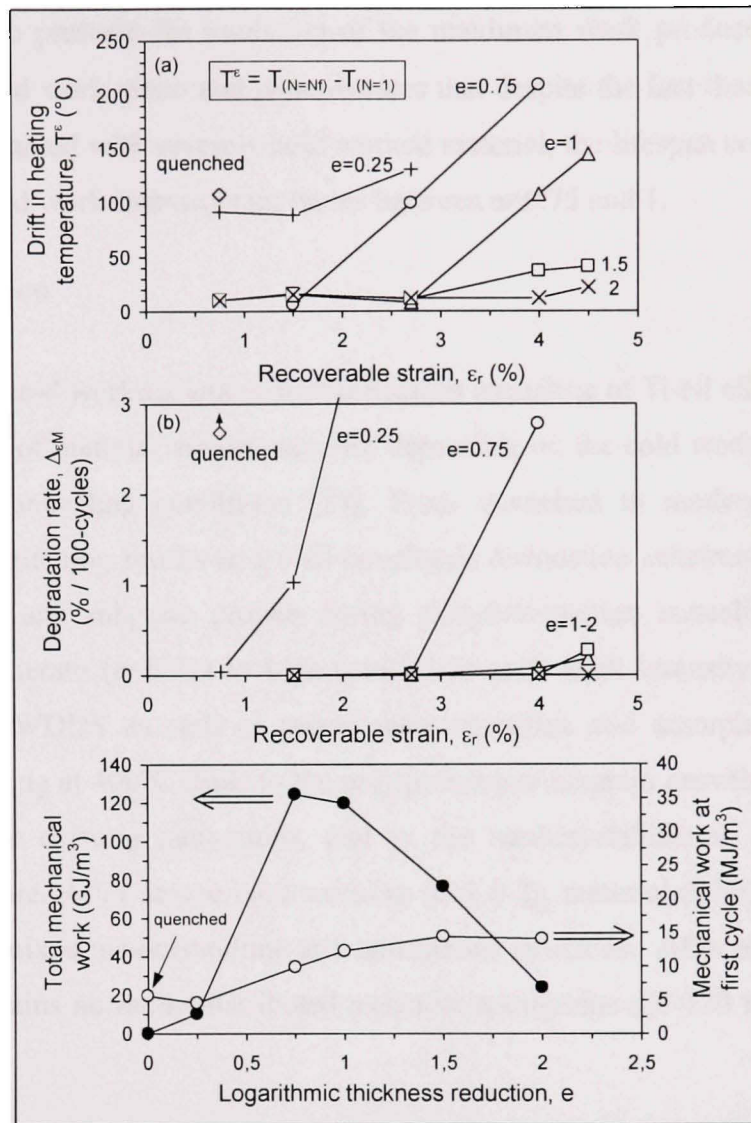 (a)
T^ε = T(N=Nf) - T(N=1)
Drift in heating
temperature, T^ε (°C)
250
200
150
100
50
0
quenched
e=0.25
e=0.75
e=1
1.5
2
0 1 2 3 4 5
Recoverable strain, εr (%)
(b)
Degradation rate, ΔεM
(% / 100-cycles)
3
2
1
0
quenched
e=0.25
e=0.75
e=1-2
0 1 2 3 4 5
Recoverable strain, εr (%)
Total mechanical
work (GJ/m³)
140
120
100
80
60
40
20
0
quenched
40
35
30
25
20
15
10
5
0
Mechanical work at
first cycle (MJ/m³)
0 0,5 1 1,5 2 2,5
Logarithmic thickness reduction, e